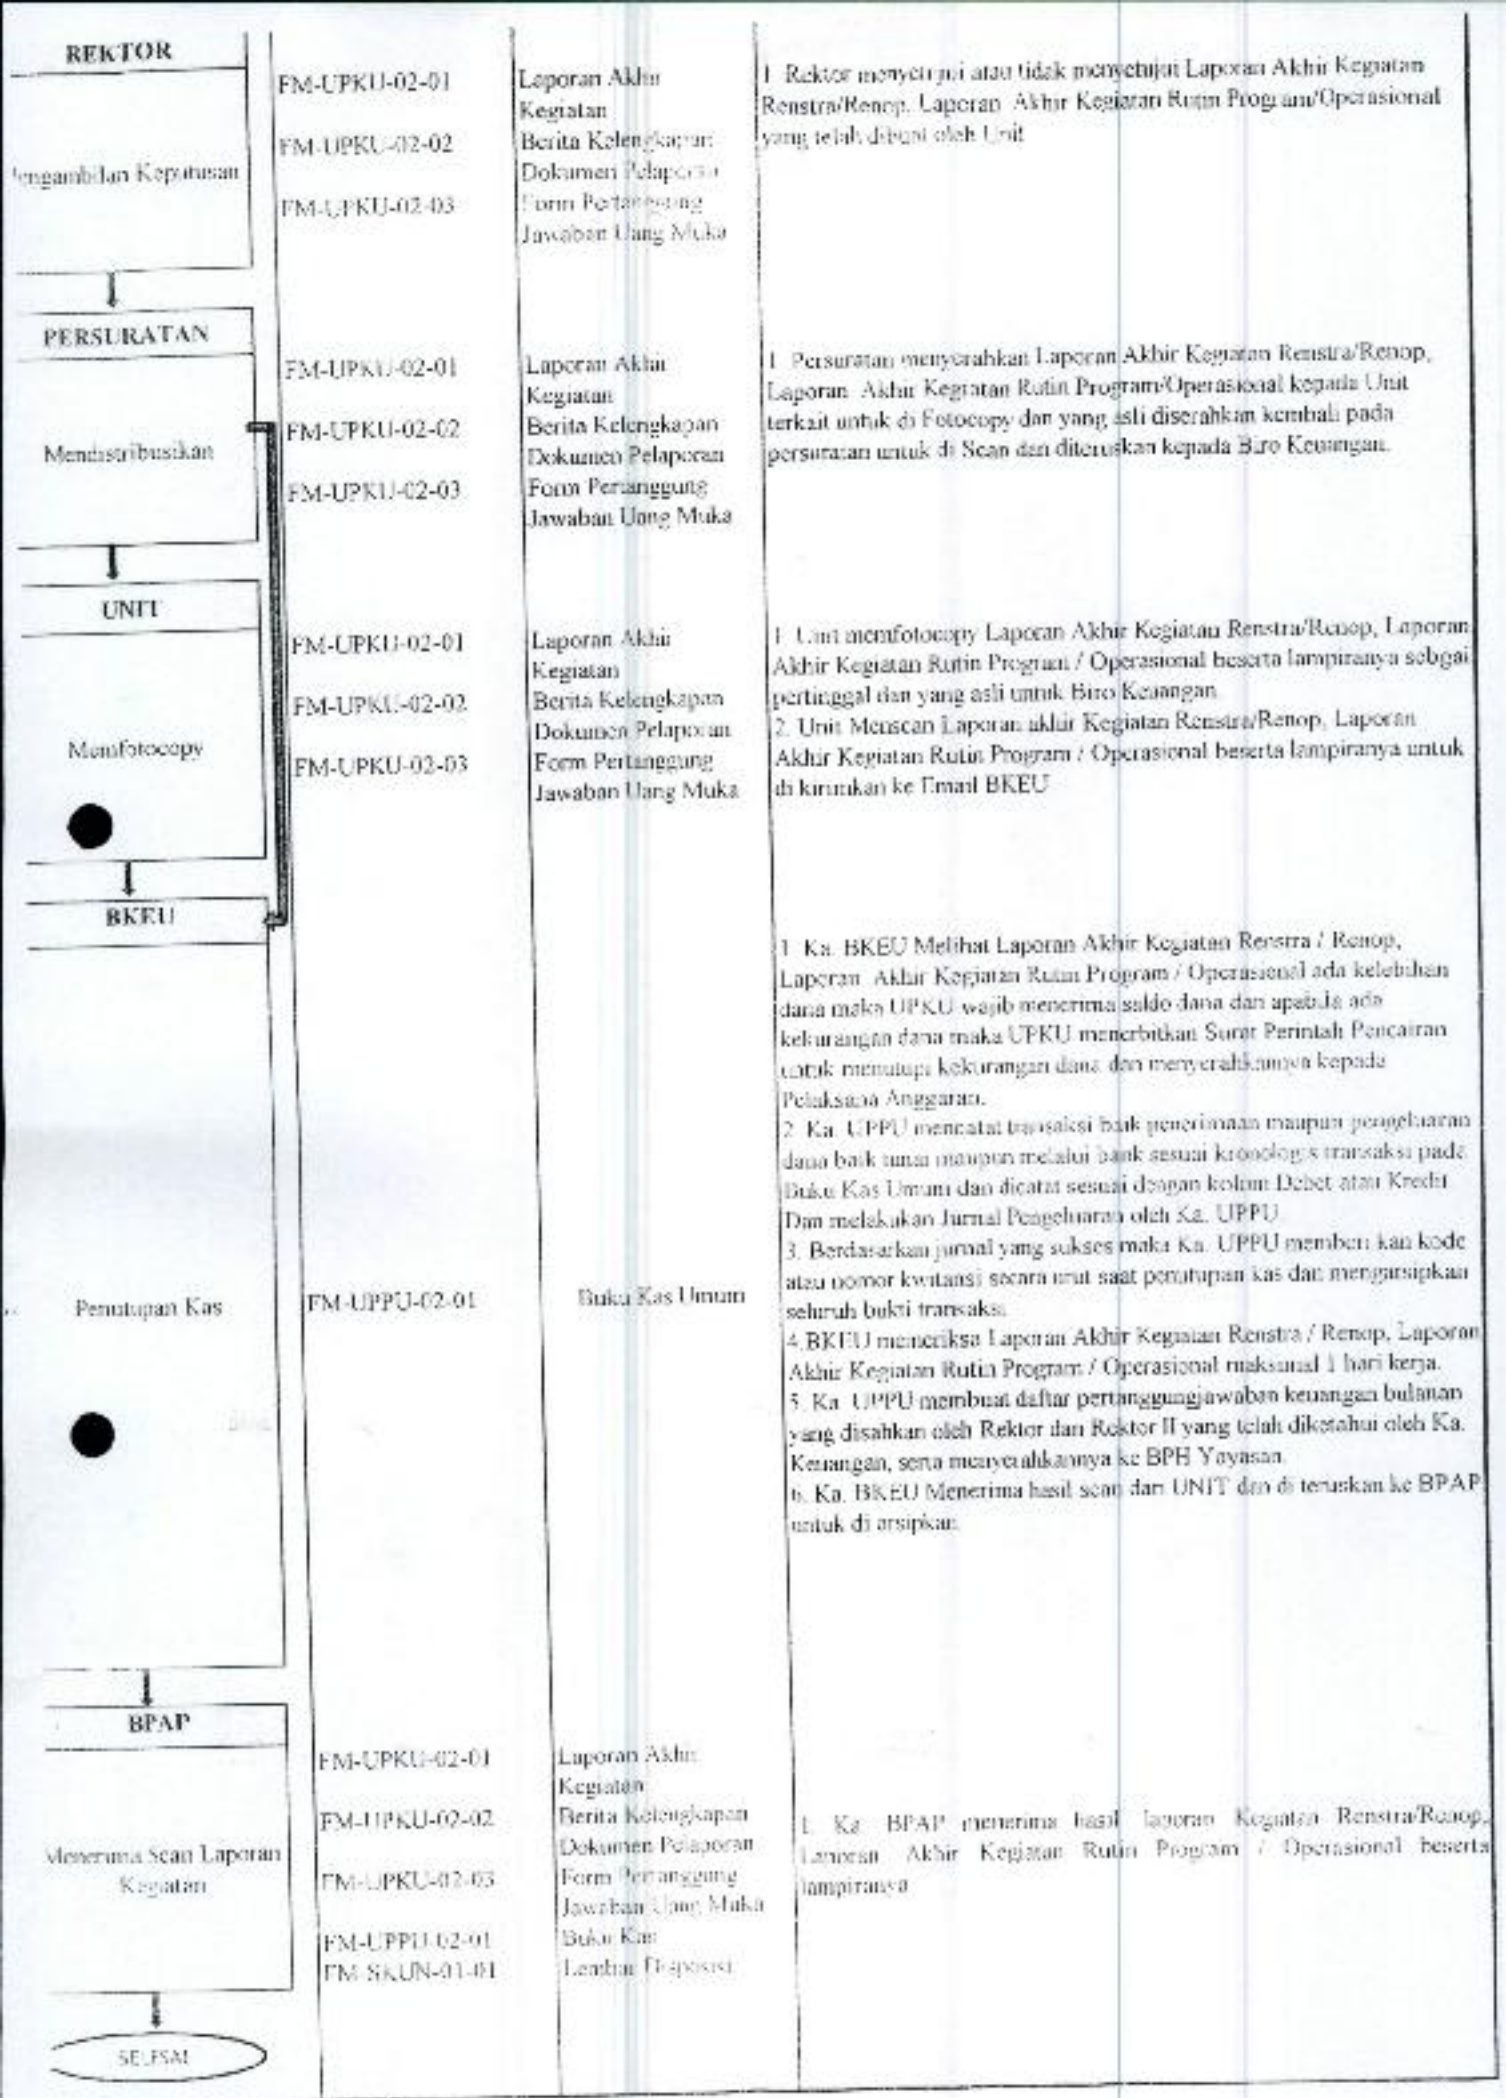 REKTOR
Pengambilan Keputusan
FM-UPKU-02-01
Laporan Akhir
Kegiatan
FM-UPKU-02-02
Berita Kelengkapan
Dokumen Pelaporan
FM-UPKU-02-03
Form Pertanggung
Jawaban Uang Muka
1. Rektor menyetujui atau tidak menyetujui Laporan Akhir Kegiatan
Renstra/Renop, Laporan Akhir Kegiatan Rutin Program/Operasional
yang telah dibuat oleh Unit
PERSURATAN
Mendistribusikan
FM-UPKU-02-01
Laporan Akhir
Kegiatan
FM-UPKU-02-02
Berita Kelengkapan
Dokumen Pelaporan
FM-UPKU-02-03
Form Pertanggung
Jawaban Uang Muka
1. Persuratan menyerahkan Laporan Akhir Kegiatan Renstra/Renop,
Laporan Akhir Kegiatan Rutin Program/Operasional kepada Unit
terkait untuk di Fotocopy dan yang asli diserahkan kembali pada
persuratan untuk di Scan dan diteruskan kepada Biro Keuangan.
UNIT
Memfotocopy
FM-UPKU-02-01
Laporan Akhir
Kegiatan
FM-UPKU-02-02
Berita Kelengkapan
Dokumen Pelaporan
FM-UPKU-02-03
Form Pertanggung
Jawaban Uang Muka
1. Unit memfotocopy Laporan Akhir Kegiatan Renstra/Renop, Laporan
Akhir Kegiatan Rutin Program / Operasional beserta lampiranya sebgai
pertinggal dan yang asli untuk Biro Keuangan
2. Unit Menscan Laporan akhir Kegiatan Renstra/Renop, Laporan
Akhir Kegiatan Rutin Program / Operasional beserta lampiranya untuk
di kirimkan ke Email BKEU
BKEU
Penutupan Kas
FM-UPPU-02-01
Buku Kas Umum
1. Ka. BKEU Melihat Laporan Akhir Kegiatan Renstra / Renop,
Laporan Akhir Kegiatan Rutin Program / Operasional ada kelebihan
dana maka UPKU wajib menerima saldo dana dan apabila ada
kekurangan dana maka UPKU menerbitkan Surat Perintah Pencairan
untuk menutupi kekurangan dana dan menyerahkannya kepada
Pelaksana Anggaran.
2. Ka. UPPU mencatat transaksi baik penerimaan maupun pengeluaran
dana baik tunai maupun melalui bank sesuai kronologis transaksi pada
Buku Kas Umum dan dicatat sesuai dengan kolom Debet atau Kredit
Dan melakukan Jurnal Pengeluaran oleh Ka. UPPU
3. Berdasarkan jurnal yang sukses maka Ka. UPPU memberi kan kode
atau nomor kwitansi secara urut saat penutupan kas dan mengarsipkan
seluruh bukti transaksi.
4.BKEU memeriksa Laporan Akhir Kegiatan Renstra / Renop, Laporan
Akhir Kegiatan Rutin Program / Operasional maksimal 1 hari kerja.
5. Ka. UPPU membuat daftar pertanggungjawaban keuangan bulanan
yang disahkan oleh Rektor dan Rektor II yang telah diketahui oleh Ka.
Keuangan, serta menyerahkannya ke BPH Yayasan.
6. Ka. BKEU Menerima hasil scan dari UNIT dan di teruskan ke BPAP
untuk di arsipkan.
BPAP
Menerima Scan Laporan
Kegiatan
FM-UPKU-02-01
Laporan Akhir
Kegiatan
FM-UPKU-02-02
Berita Kelengkapan
Dokumen Pelaporan
FM-UPKU-02-03
Form Pertanggung
Jawaban Uang Muka
FM-UPPU-02-01
Buku Kas
FM-SKUN-01-01
Lembar Disposisi
1. Ka. BPAP menerima hasil laporan Kegiatan Renstra/Renop,
Laporan Akhir Kegiatan Rutin Program / Operasional beserta
lampiranya
SELESAI